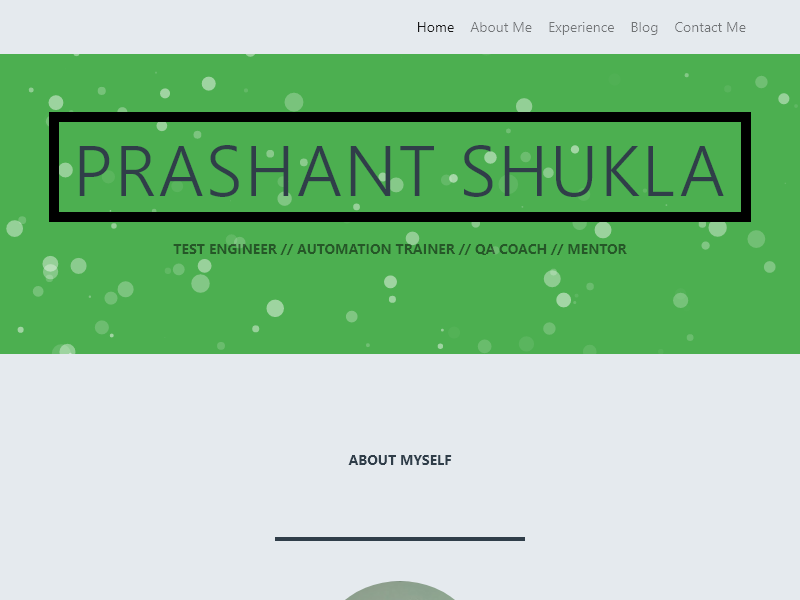 Home About Me Experience Blog Contact Me
PRASHANT SHUKLA
TEST ENGINEER // AUTOMATION TRAINER // QA COACH // MENTOR
ABOUT MYSELF